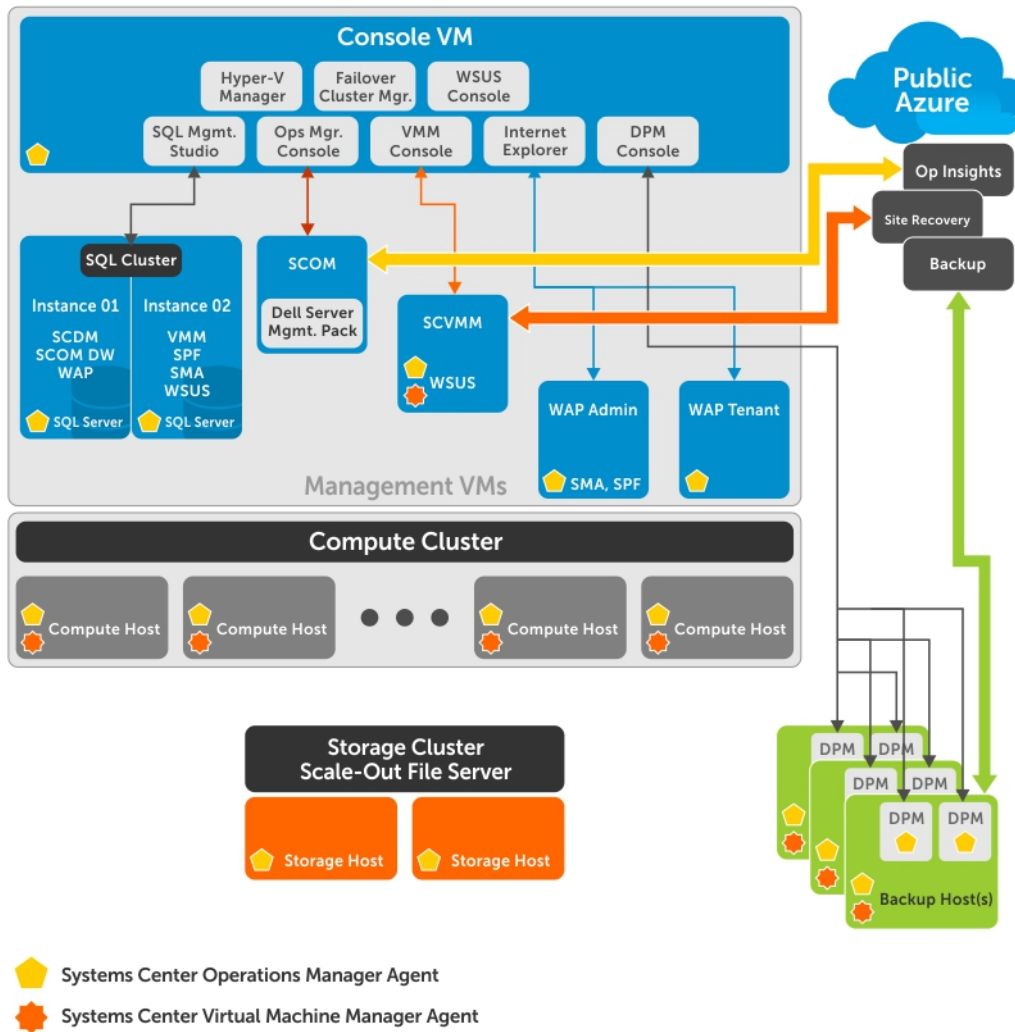 Console VM
Hyper-V
Manager
Failover
Cluster Mgr.
WSUS
Console
SQL Mgmt.
Studio
Ops Mgr.
Console
VMM
Console
Internet
Explorer
DPM
Console
Public
Azure
Op Insights
Site Recovery
Backup
SQL Cluster
Instance 01
SCDM
SCOM DW
WAP
SQL Server
Instance 02
VMM
SPF
SMA
WSUS
SQL Server
SCOM
Dell Server
Mgmt. Pack
SCVMM
WSUS
WAP Admin
SMA, SPF
WAP Tenant
Management VMs
Compute Cluster
Compute Host
Compute Host
Compute Host
Compute Host
Storage Cluster
Scale-Out File Server
Storage Host
Storage Host
DPM
DPM
DPM
DPM
DPM
DPM
Backup Host(s)
Systems Center Operations Manager Agent
Systems Center Virtual Machine Manager Agent